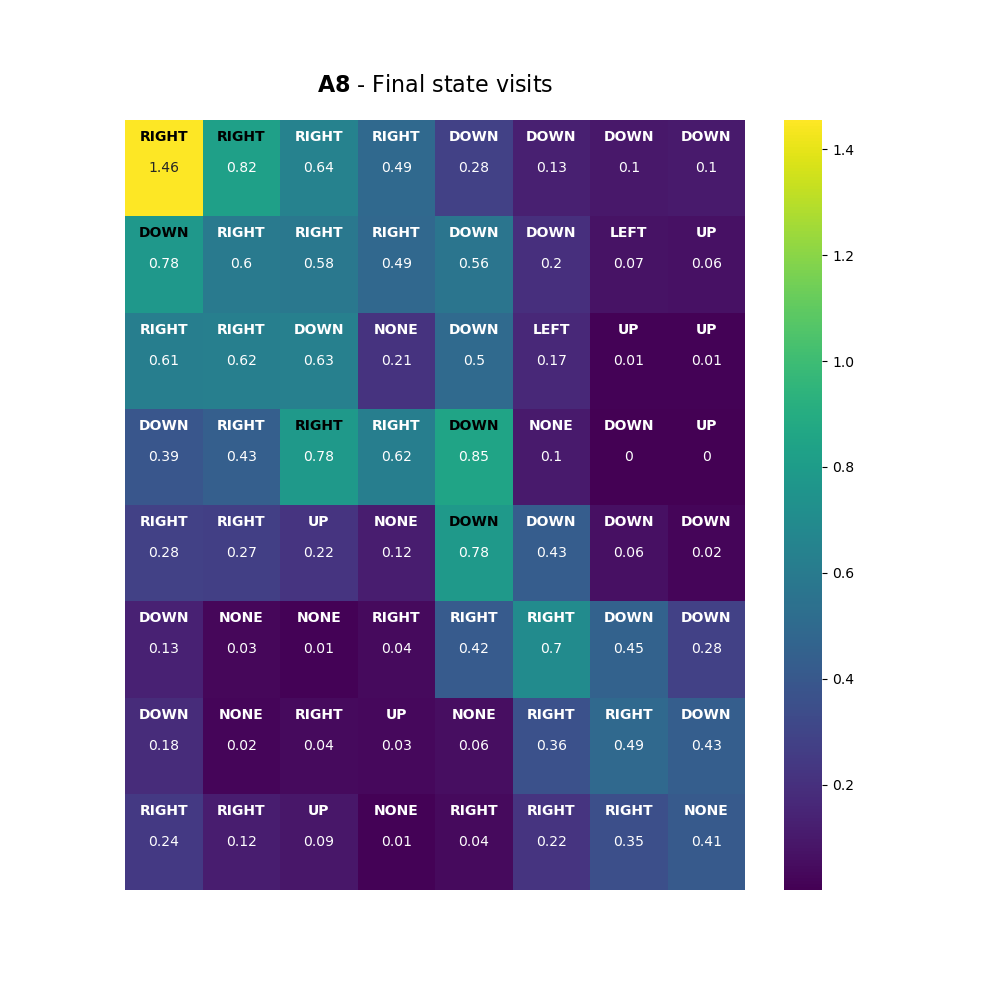 A8 - Final state visits
RIGHT RIGHT RIGHT RIGHT DOWN DOWN DOWN DOWN
1.46 0.82 0.64 0.49 0.28 0.13 0.1 0.1
DOWN RIGHT RIGHT RIGHT DOWN DOWN LEFT UP
0.78 0.6 0.58 0.49 0.56 0.2 0.07 0.06
RIGHT RIGHT DOWN NONE DOWN LEFT UP UP
0.61 0.62 0.63 0.21 0.5 0.17 0.01 0.01
DOWN RIGHT RIGHT RIGHT DOWN NONE DOWN UP
0.39 0.43 0.78 0.62 0.85 0.1 0 0
RIGHT RIGHT UP NONE DOWN DOWN DOWN DOWN
0.28 0.27 0.22 0.12 0.78 0.43 0.06 0.02
DOWN NONE NONE RIGHT RIGHT RIGHT DOWN DOWN
0.13 0.03 0.01 0.04 0.42 0.7 0.45 0.28
DOWN NONE RIGHT UP NONE RIGHT RIGHT DOWN
0.18 0.02 0.04 0.03 0.06 0.36 0.49 0.43
RIGHT RIGHT UP NONE RIGHT RIGHT RIGHT NONE
0.24 0.12 0.09 0.01 0.04 0.22 0.35 0.41
1.4
1.2
1.0
0.8
0.6
0.4
0.2